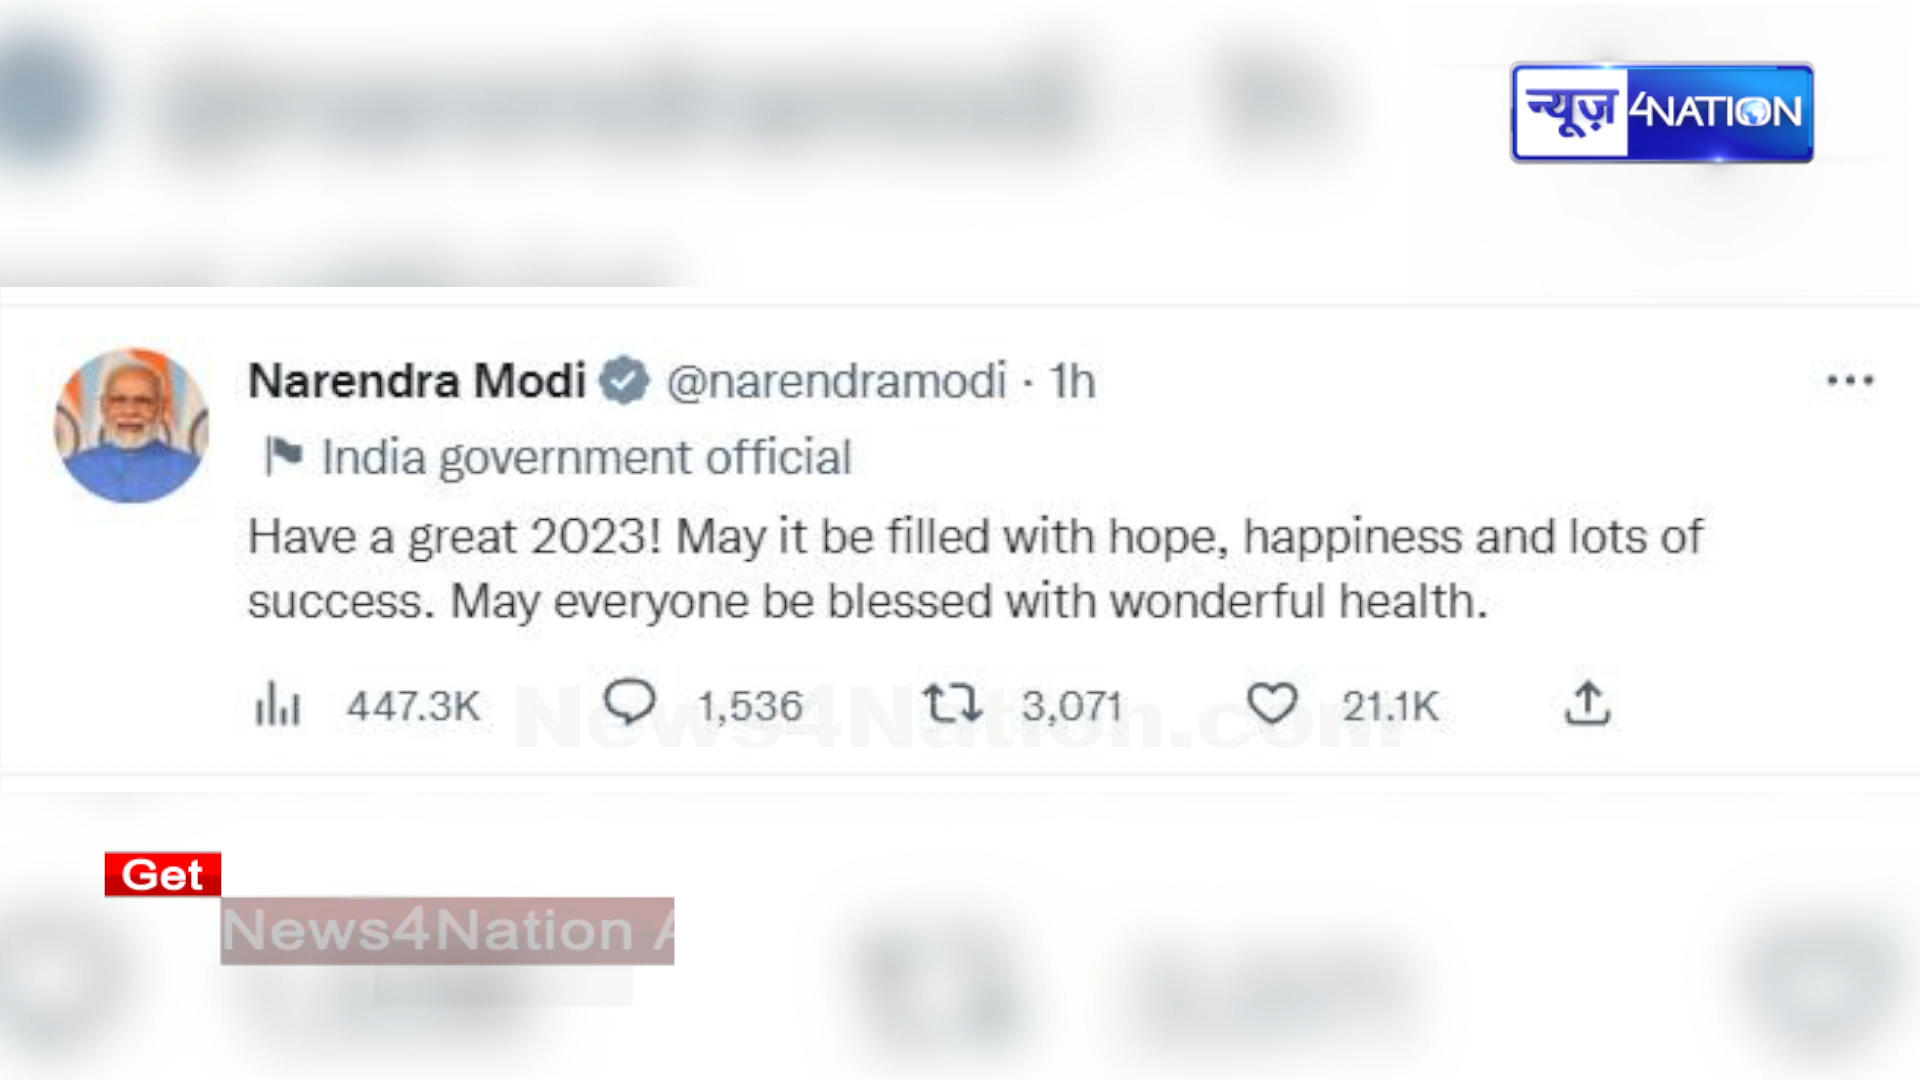 न्यूज़ 4NATION
Narendra Modi @narendramodi · 1h
India government official
Have a great 2023! May it be filled with hope, happiness and lots of
success. May everyone be blessed with wonderful health.
447.3K 1,536 3,071 21.1K
News4Nation.com
Get
News4Nation A